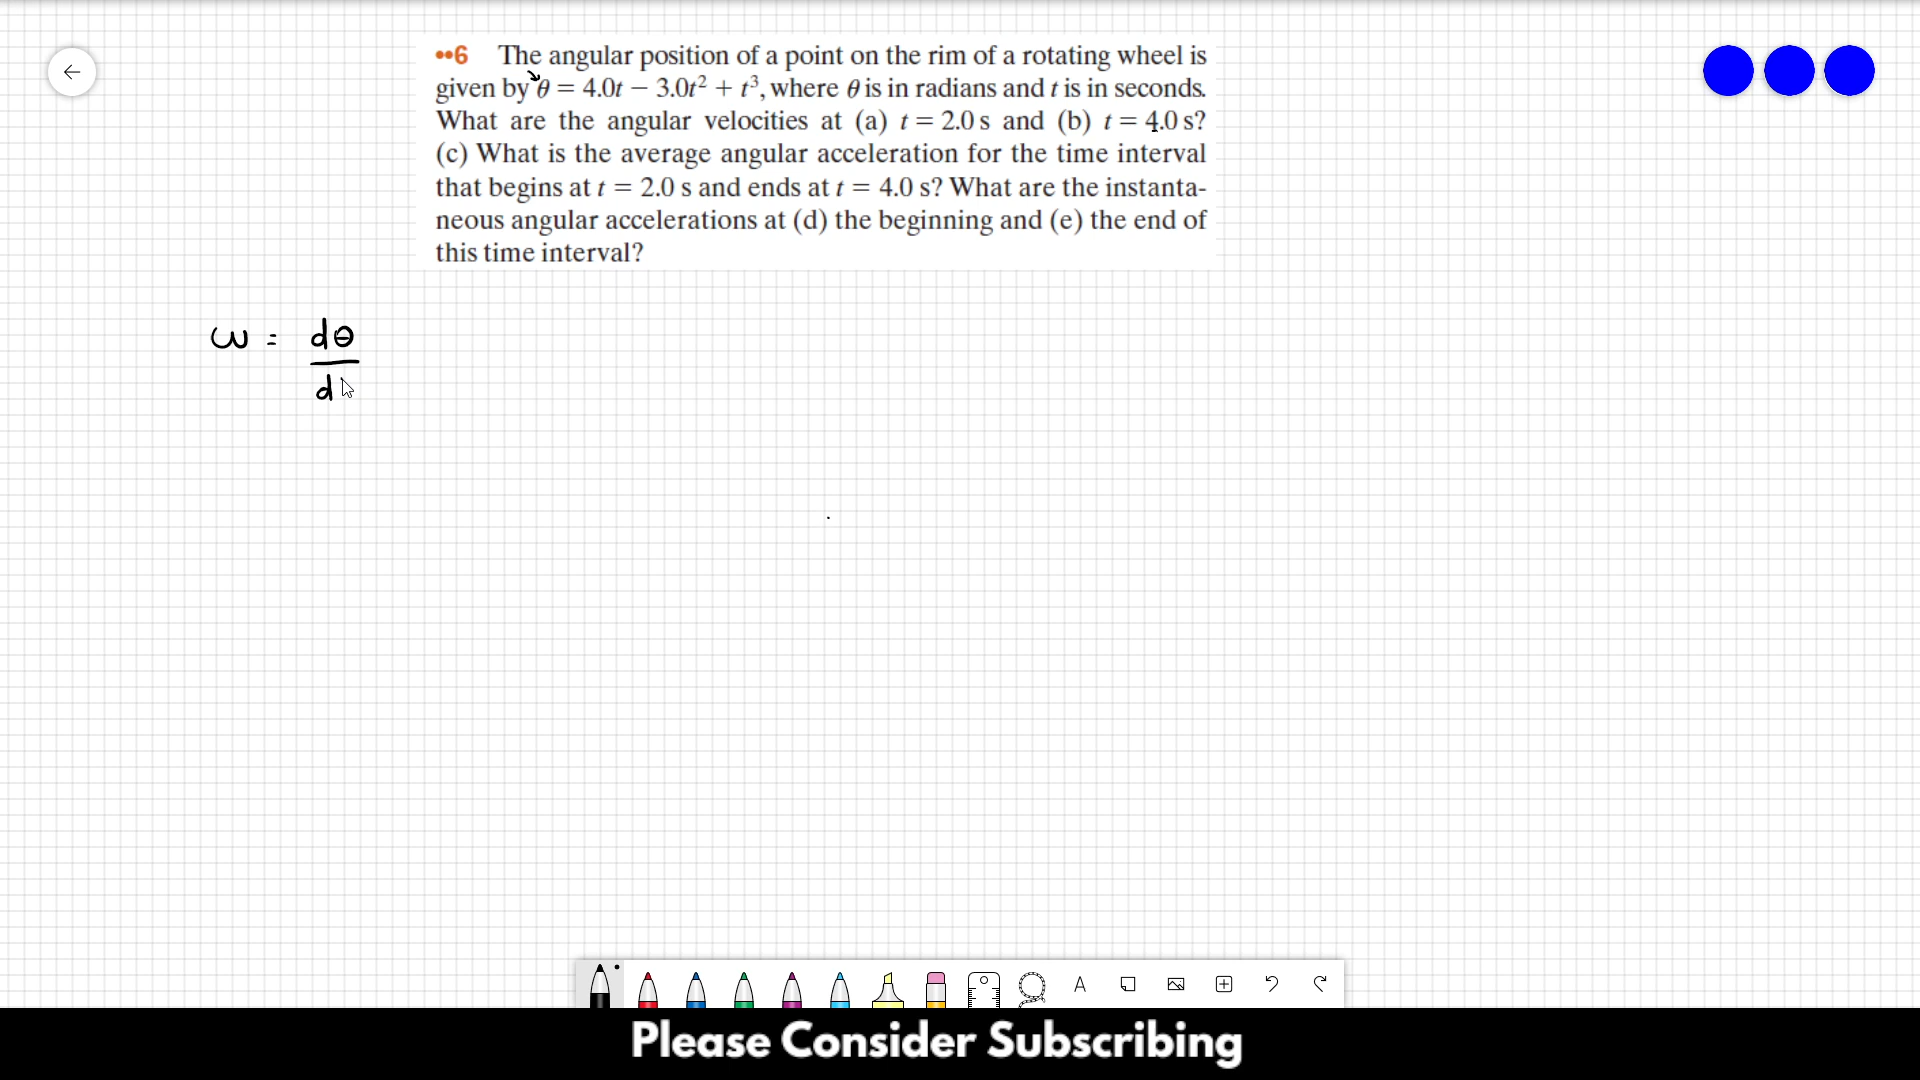 ••6 The angular position of a point on the rim of a rotating wheel is
given by θ = 4.0t − 3.0t² + t³, where θ is in radians and t is in seconds.
What are the angular velocities at (a) t = 2.0 s and (b) t = 4.0 s?
(c) What is the average angular acceleration for the time interval
that begins at t = 2.0 s and ends at t = 4.0 s? What are the instanta-
neous angular accelerations at (d) the beginning and (e) the end of
this time interval?
ω = dθ
d
A
Please Consider Subscribing